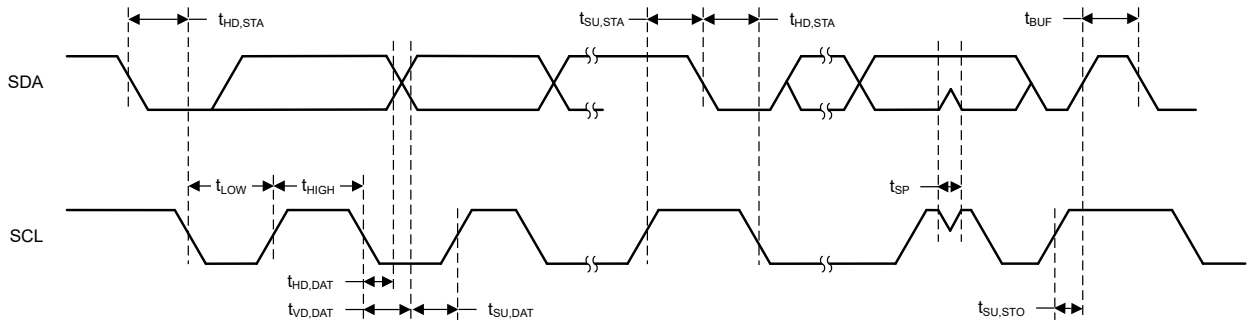 tHD,STA
tSU,STA
tHD,STA
tBUF
SDA
tLOW
tHIGH
tSP
SCL
tHD,DAT
tVD,DAT
tSU,DAT
tSU,STO